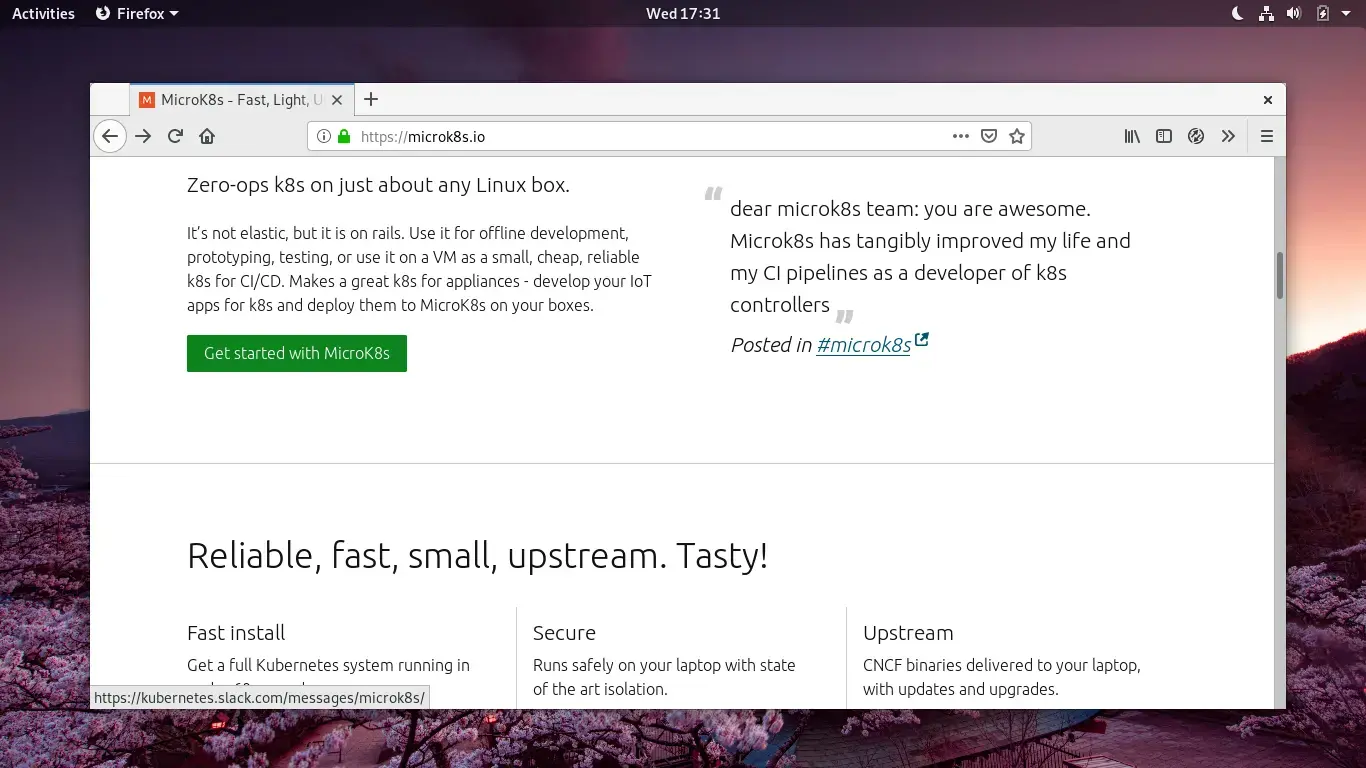 Activities Firefox Wed 17:31
M MicroK8s - Fast, Light, U
https://microk8s.io
Zero-ops k8s on just about any Linux box.
It’s not elastic, but it is on rails. Use it for offline development,
prototyping, testing, or use it on a VM as a small, cheap, reliable
k8s for CI/CD. Makes a great k8s for appliances - develop your IoT
apps for k8s and deploy them to MicroK8s on your boxes.
Get started with MicroK8s
“ dear microk8s team: you are awesome.
Microk8s has tangibly improved my life and
my CI pipelines as a developer of k8s
controllers ”
Posted in #microk8s
Reliable, fast, small, upstream. Tasty!
Fast install
Get a full Kubernetes system running in
Secure
Runs safely on your laptop with state
of the art isolation.
Upstream
CNCF binaries delivered to your laptop,
with updates and upgrades.
https://kubernetes.slack.com/messages/microk8s/